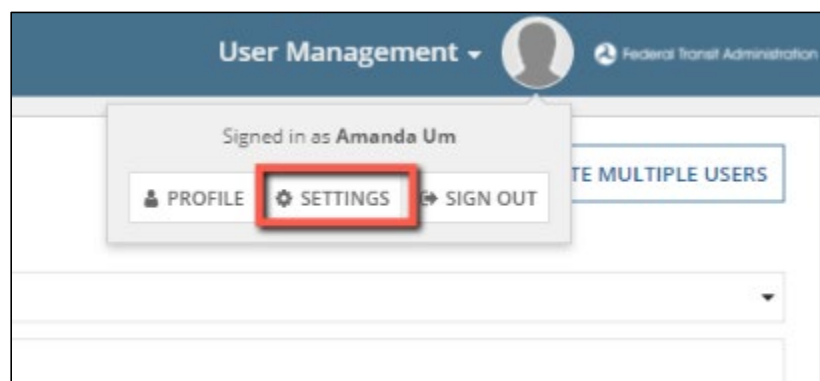 User Management
Federal Transit Administration
Signed in as Amanda Um
PROFILE SETTINGS SIGN OUT
TE MULTIPLE USERS